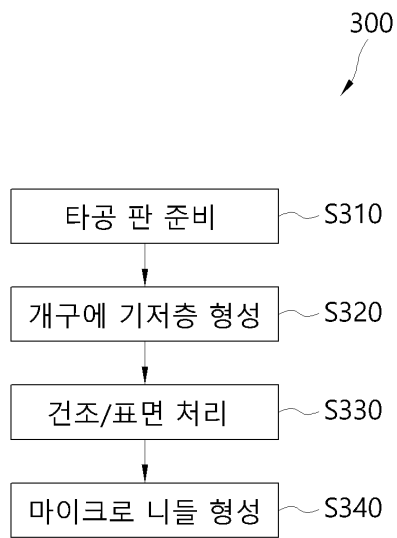 300
타공 판 준비 S310
개구에 기저층 형성 S320
건조/표면 처리 S330
마이크로 니들 형성 S340